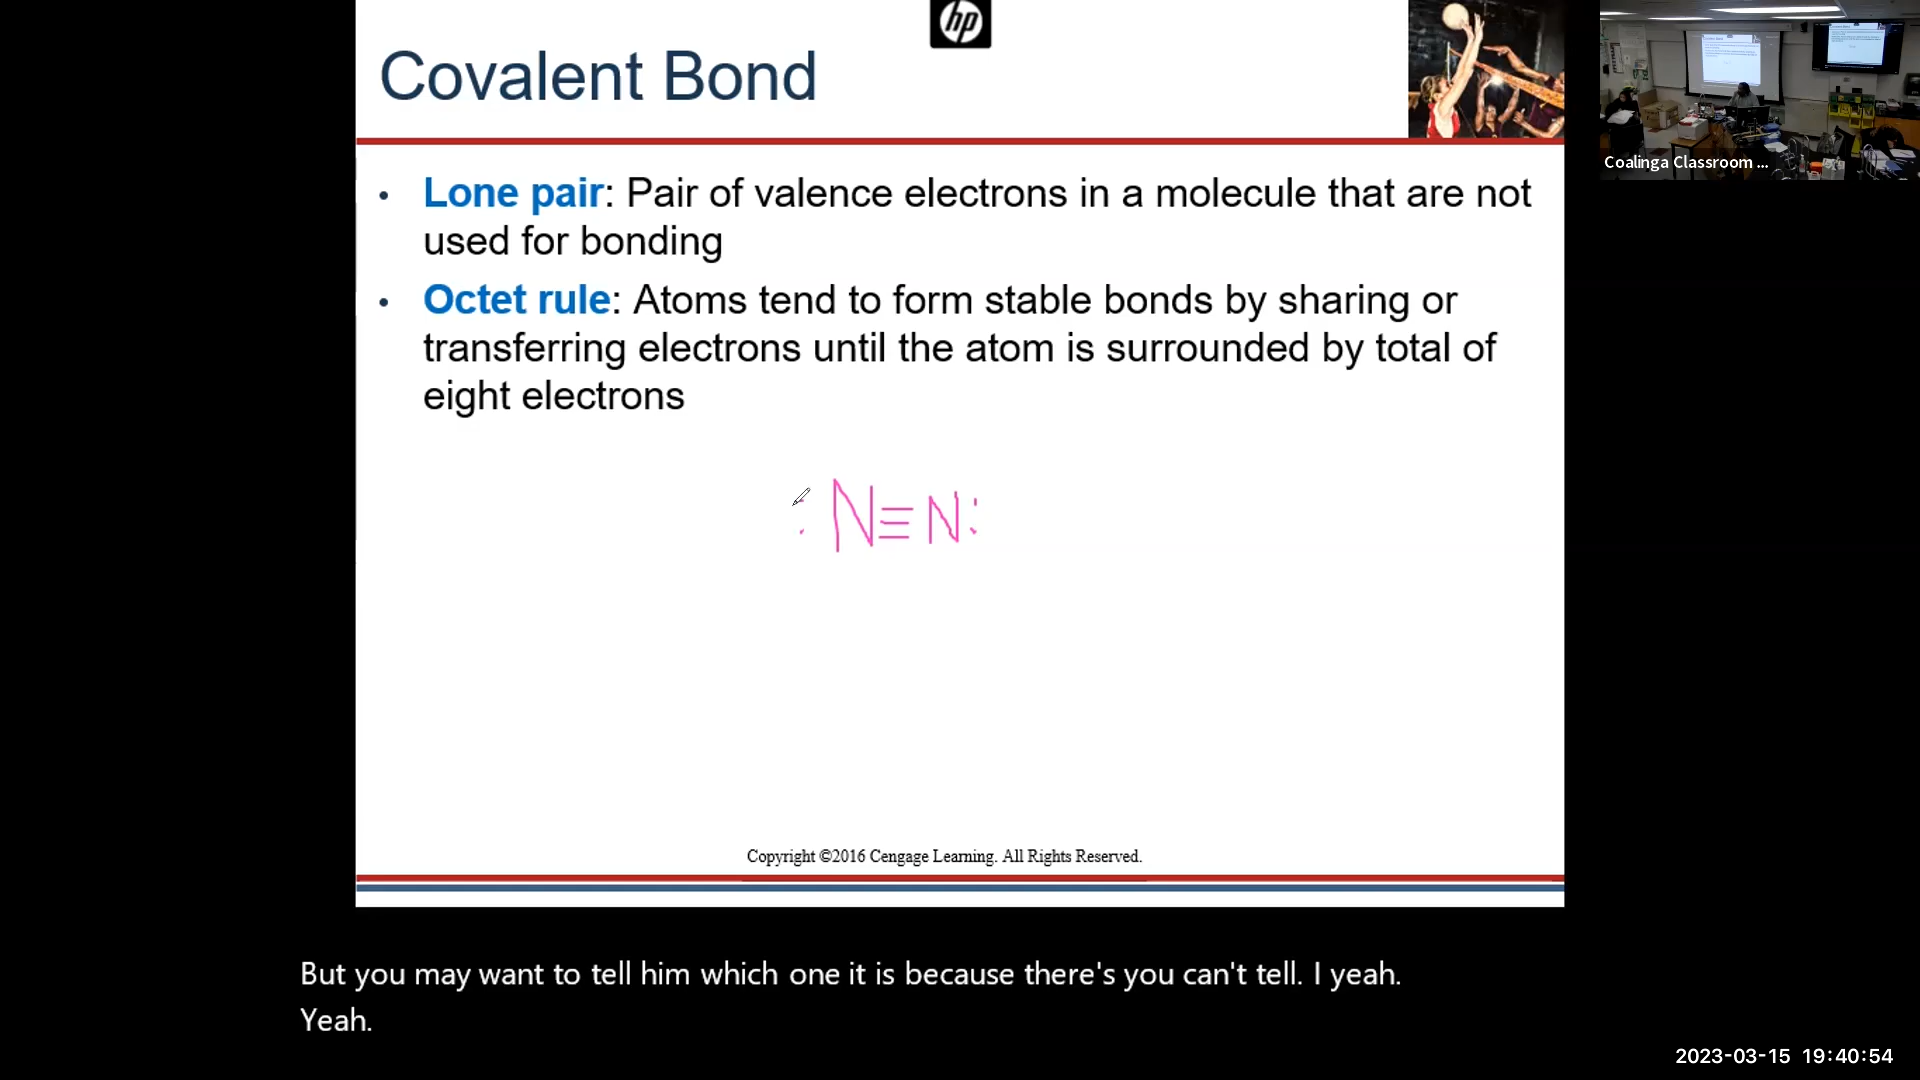 hp
Covalent Bond
• Lone pair: Pair of valence electrons in a molecule that are not
used for bonding
• Octet rule: Atoms tend to form stable bonds by sharing or
transferring electrons until the atom is surrounded by total of
eight electrons
:N≡N:
Copyright ©2016 Cengage Learning. All Rights Reserved.
Coalinga Classroom ...
But you may want to tell him which one it is because there's you can't tell. I yeah.
Yeah.
2023-03-15 19:40:54